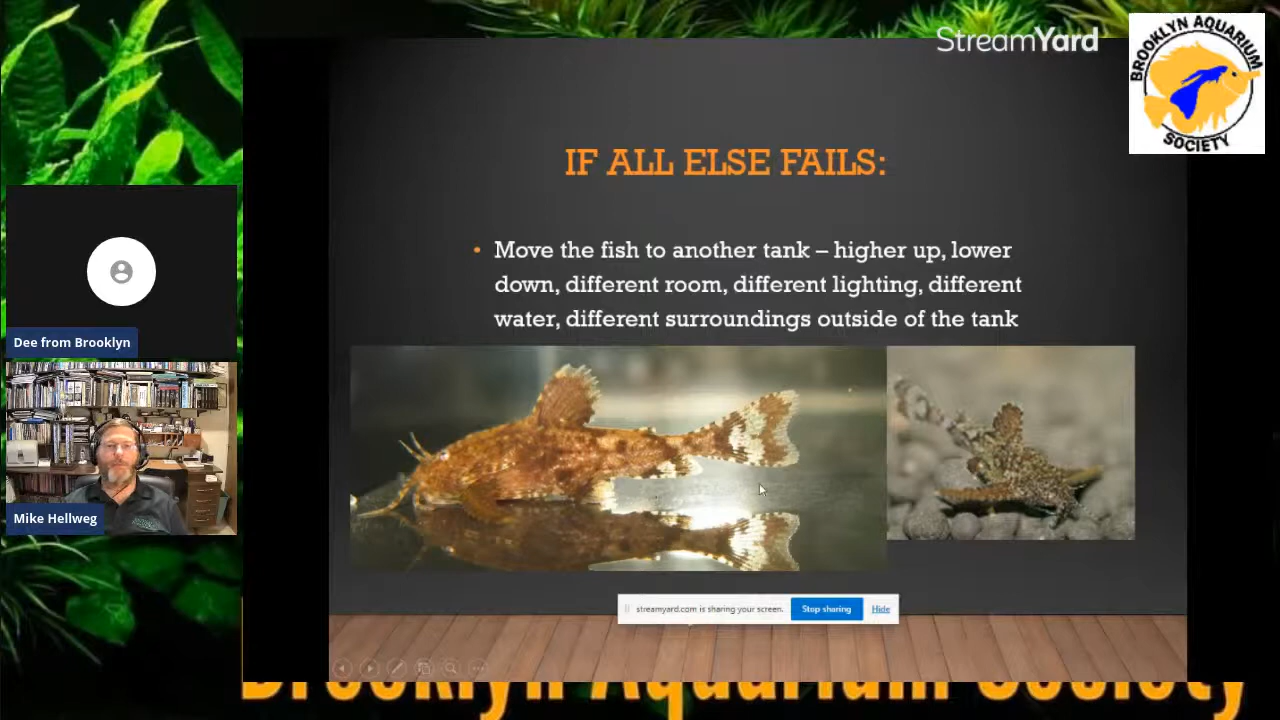 StreamYard
BROOKLYN AQUARIUM
SOCIETY
IF ALL ELSE FAILS:
• Move the fish to another tank – higher up, lower
down, different room, different lighting, different
water, different surroundings outside of the tank
Dee from Brooklyn
Mike Hellweg
streamyard.com is sharing your screen.
Stop sharing
Hide
Brooklyn Aquarium Society